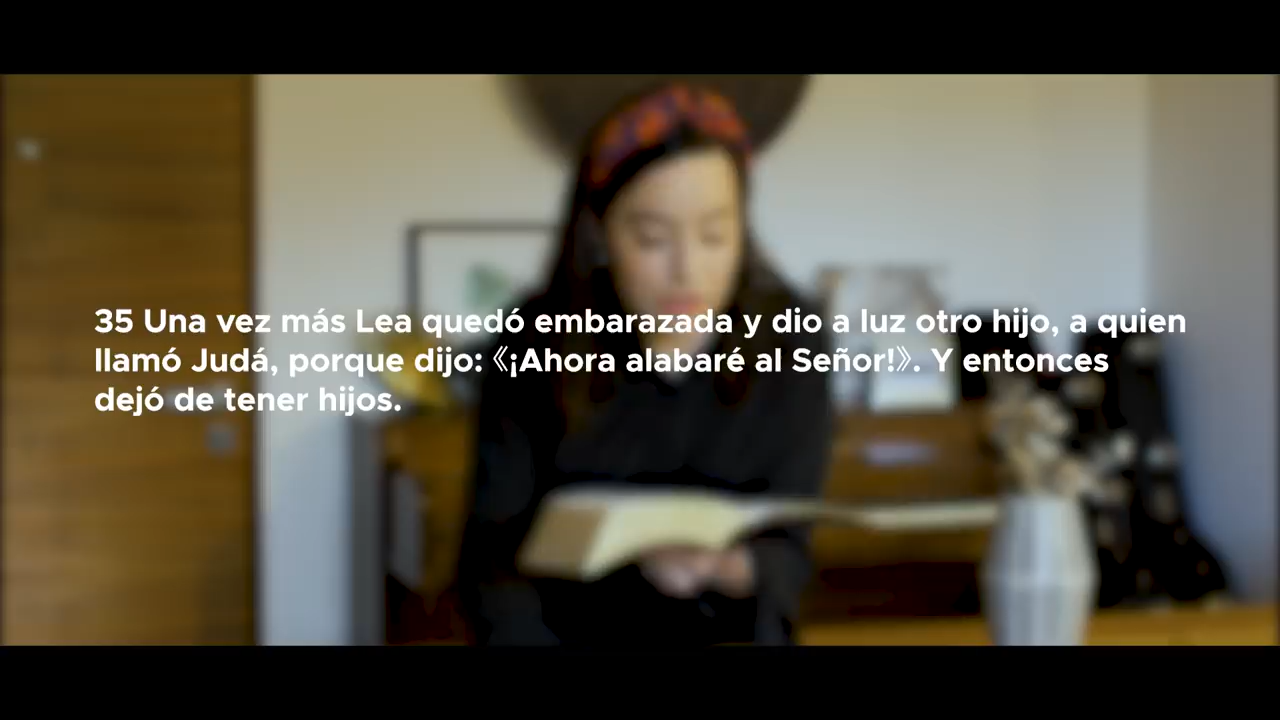 35 Una vez más Lea quedó embarazada y dio a luz otro hijo, a quien
llamó Judá, porque dijo: 《¡Ahora alabaré al Señor!》. Y entonces
dejó de tener hijos.